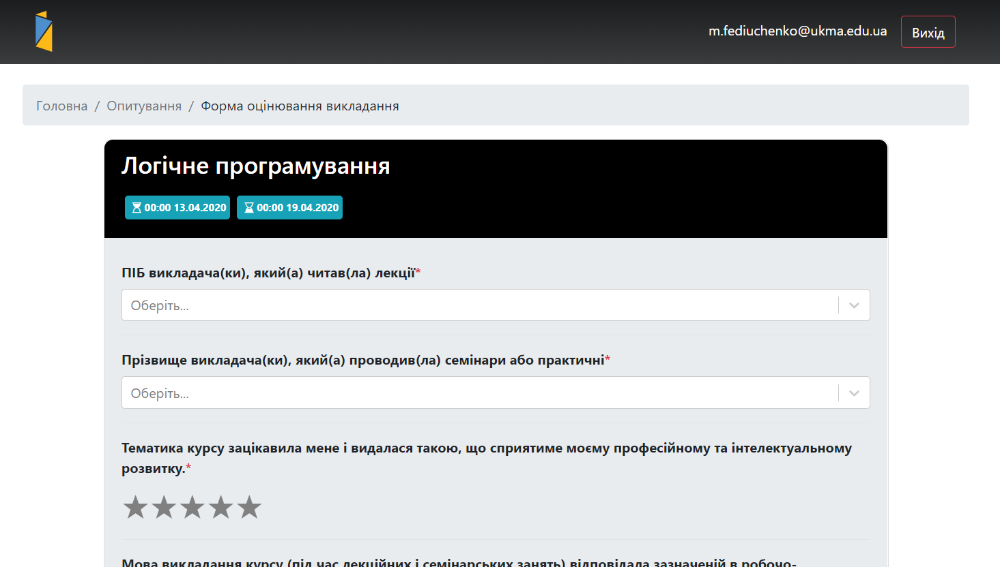 m.fediuchenko@ukma.edu.ua
Вихід
Головна / Опитування / Форма оцінювання викладання
Логічне програмування
00:00 13.04.2020 00:00 19.04.2020
ПІБ викладача(ки), який(а) читав(ла) лекції*
Оберіть...
Прізвище викладача(ки), який(а) проводив(ла) семінари або практичні*
Оберіть...
Тематика курсу зацікавила мене і видалася такою, що сприятиме моєму професійному та інтелектуальному
розвитку.*
Мова викладання курсу (під час лекційних і семінарських занять) відповідала зазначеній в робочо-